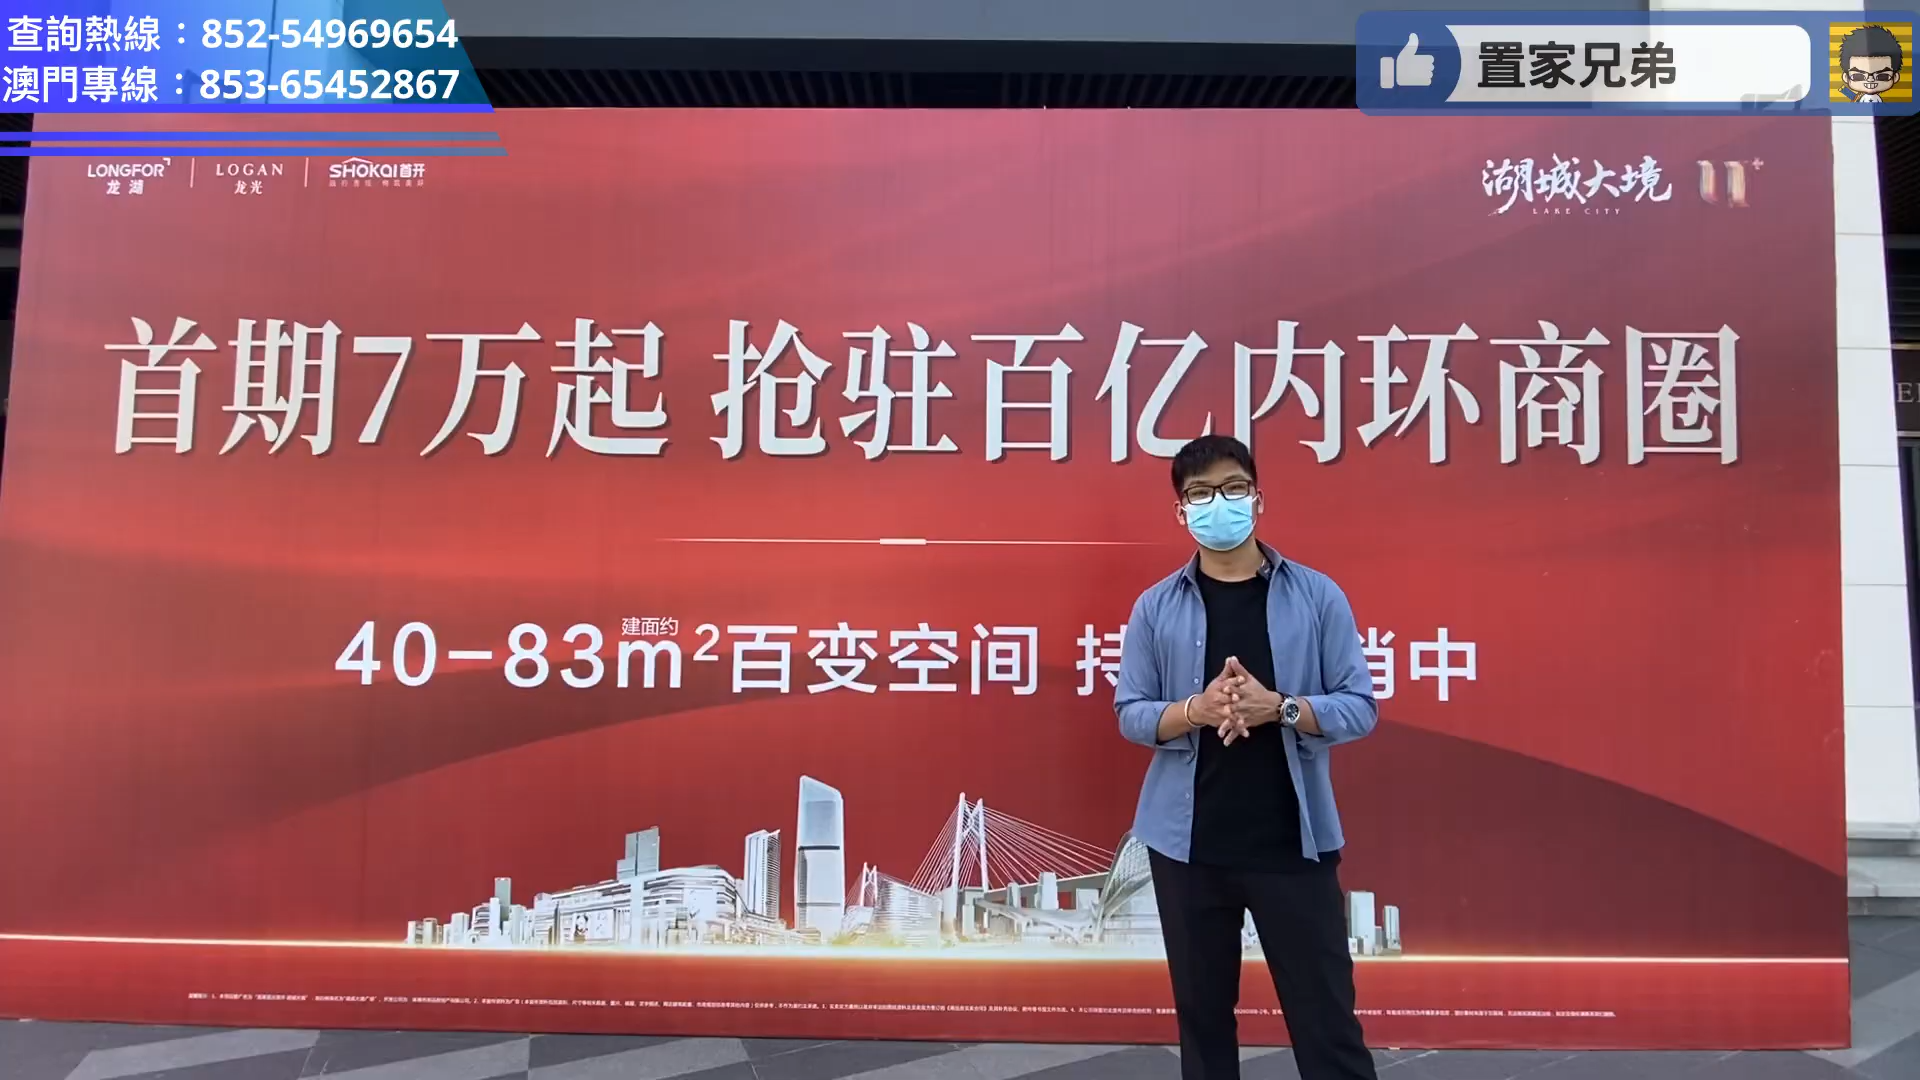 查詢熱線：852-54969654
澳門專線：853-65452867
置家兄弟
LONGFOR 龙湖
LOGAN 龙光
SHOKAI首开
湖城大境
LAKE CITY
首期7万起 抢驻百亿内环商圈
40-83m²建面约百变空间 持 销中